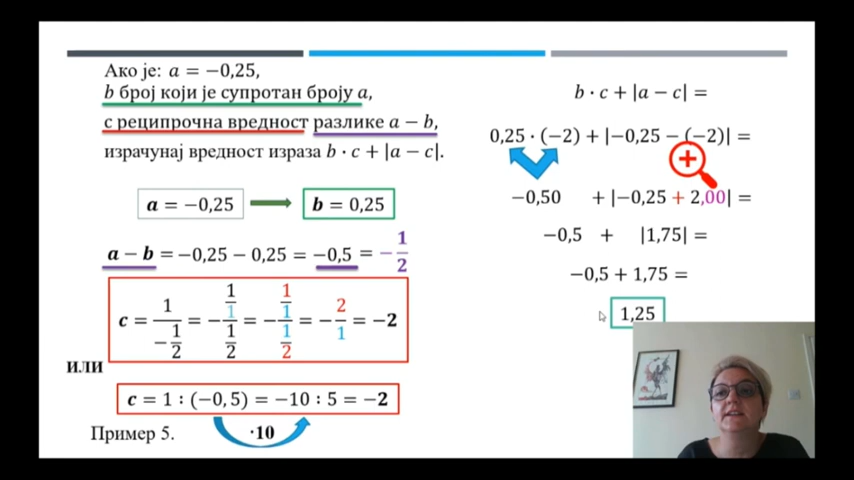 Ако је: a = −0,25,
b број који је супротан броју a,
c реципрочна вредност разлике a − b,
израчунај вредност израза b · c + |a − c|.
a = −0,25
b = 0,25
a − b = −0,25 − 0,25 = −0,5 = −1/2
c = 1/(−1/2) = −(1/1)/(1/2) = −(1/1)/(1/2) = −2/1 = −2
или
c = 1 : (−0,5) = −10 : 5 = −2
·10
Пример 5.
b · c + |a − c| =
0,25 · (−2) + |−0,25 − (−2)| =
+
−0,50 + |−0,25 + 2,00| =
−0,5 + |1,75| =
−0,5 + 1,75 =
1,25